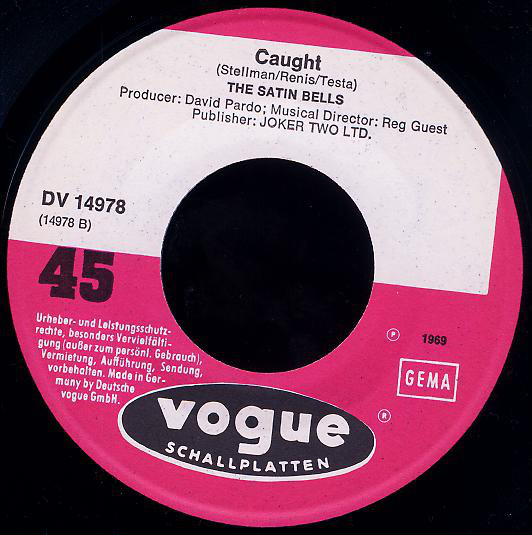 Caught
(Stellman/Renis/Testa)
THE SATIN BELLS
Producer: David Pardo; Musical Director: Reg Guest
Publisher: JOKER TWO LTD.
DV 14978
(14978 B)
45
Urheber- und Leistungsschutz-
rechte, besonders Vervielfälti-
gung (außer zum persönl. Gebrauch),
Vermietung, Aufführung, Sendung,
vorbehalten. Made in Ger-
many by Deutsche
vogue GmbH.
℗ 1969
GEMA
®
vogue
SCHALLPLATTEN